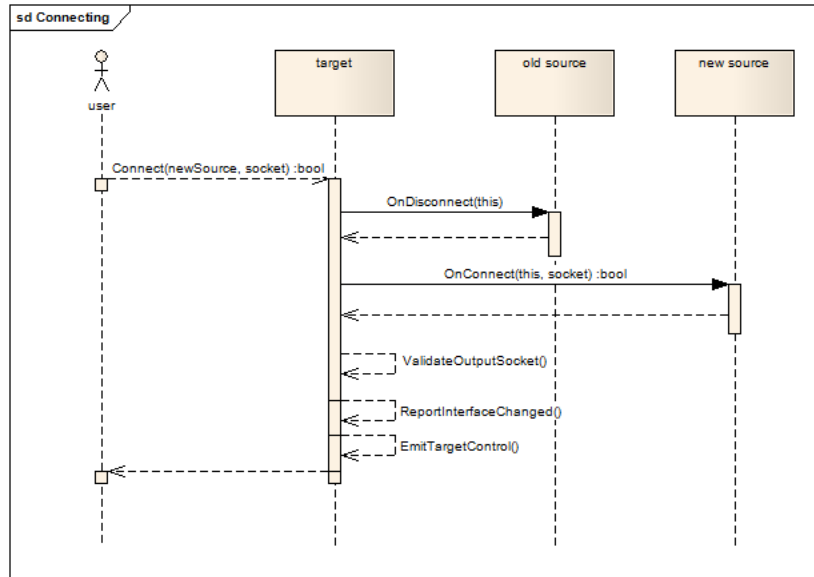 sd Connecting
target
old source
new source
user
Connect(newSource, socket) :bool
OnDisconnect(this)
OnConnect(this, socket) :bool
ValidateOutputSocket()
ReportInterfaceChanged()
EmitTargetControl()